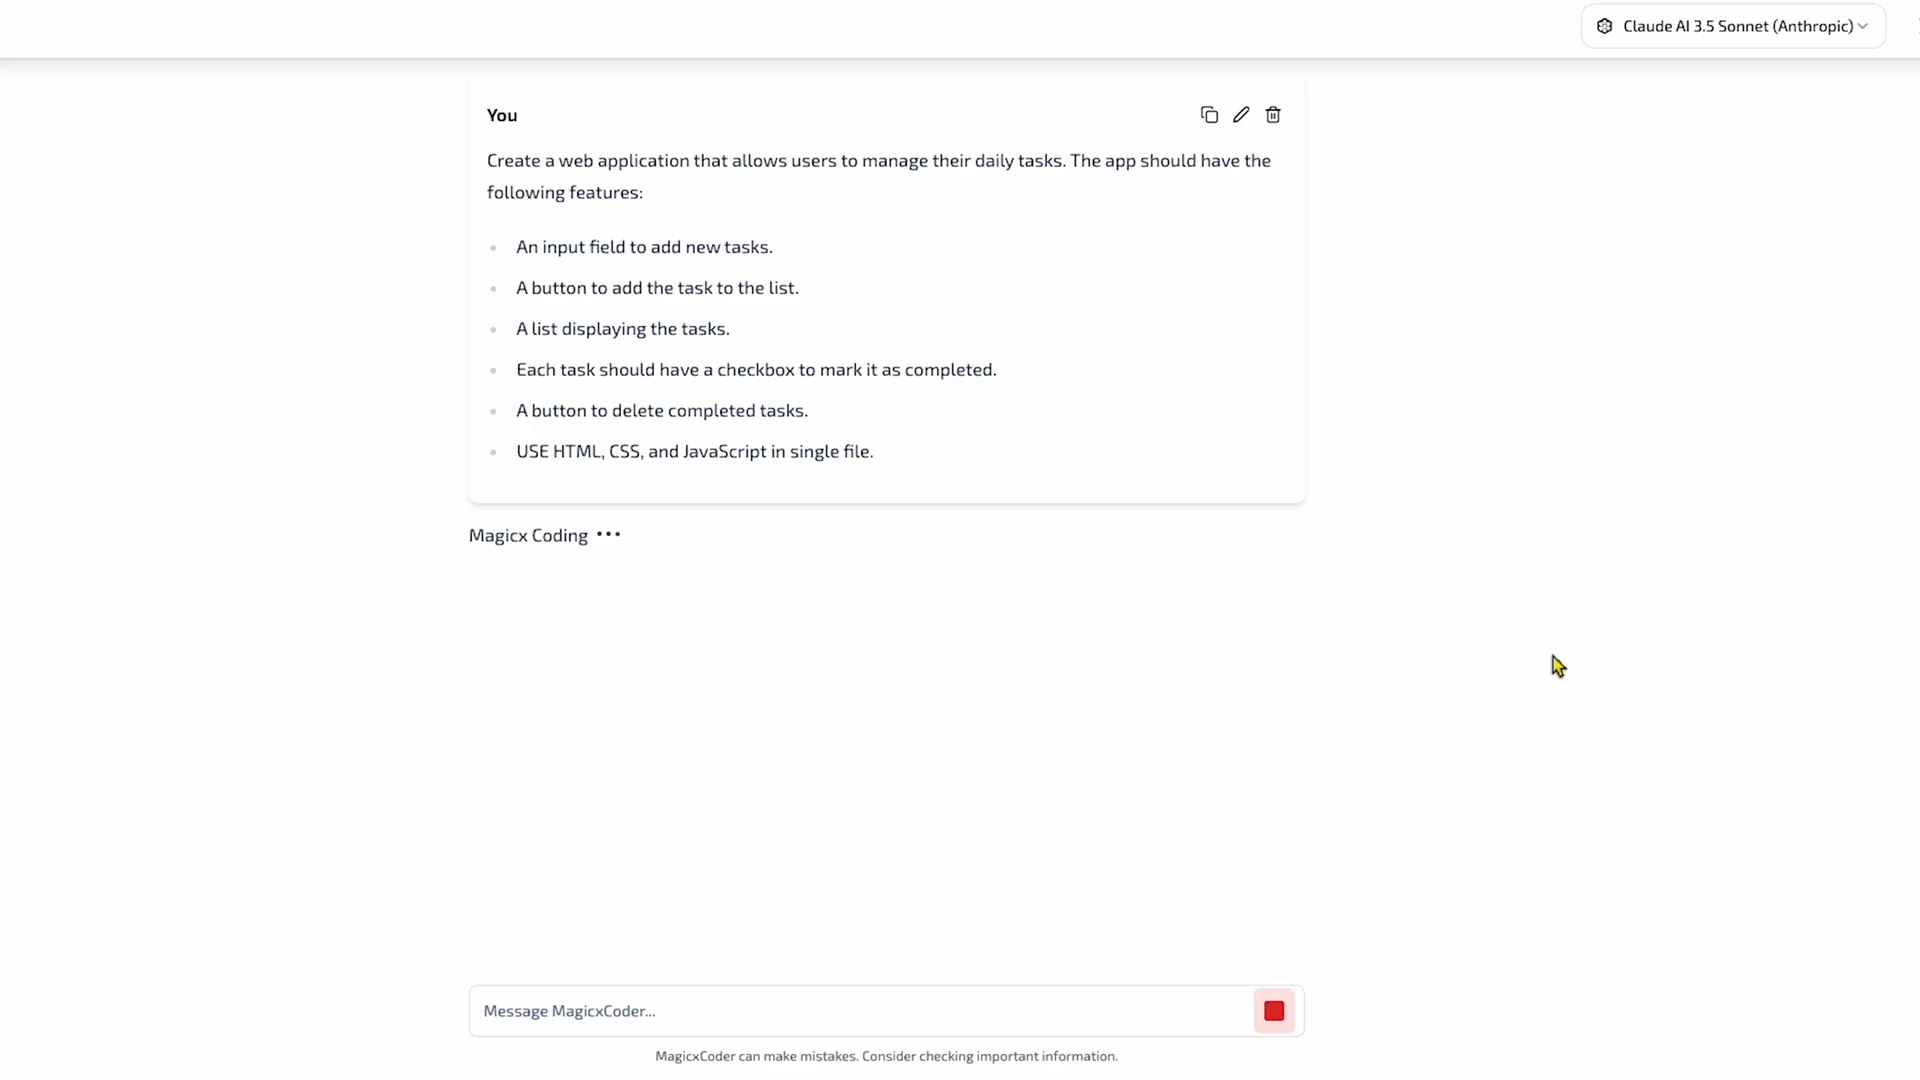 Claude AI 3.5 Sonnet (Anthropic)
You
Create a web application that allows users to manage their daily tasks. The app should have the
following features:
An input field to add new tasks.
A button to add the task to the list.
A list displaying the tasks.
Each task should have a checkbox to mark it as completed.
A button to delete completed tasks.
USE HTML, CSS, and JavaScript in single file.
Magicx Coding •••
Message MagicxCoder...
MagicxCoder can make mistakes. Consider checking important information.